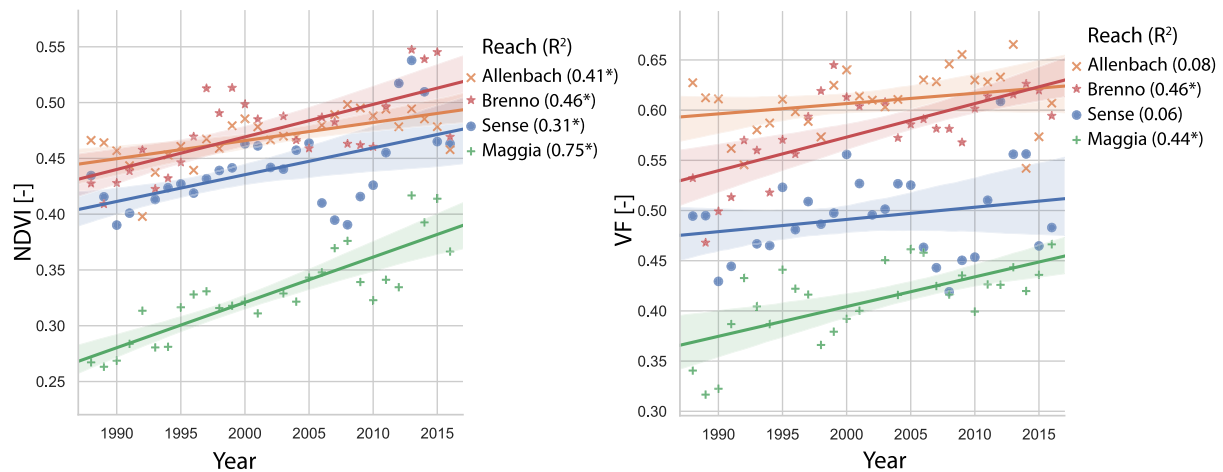 Reach (R²)
Allenbach (0.41*)
Brenno (0.46*)
Sense (0.31*)
Maggia (0.75*)
NDVI [-]
0.55
0.50
0.45
0.40
0.35
0.30
0.25
1990 1995 2000 2005 2010 2015
Year
Reach (R²)
Allenbach (0.08)
Brenno (0.46*)
Sense (0.06)
Maggia (0.44*)
VF [-]
0.65
0.60
0.55
0.50
0.45
0.40
0.35
0.30
1990 1995 2000 2005 2010 2015
Year